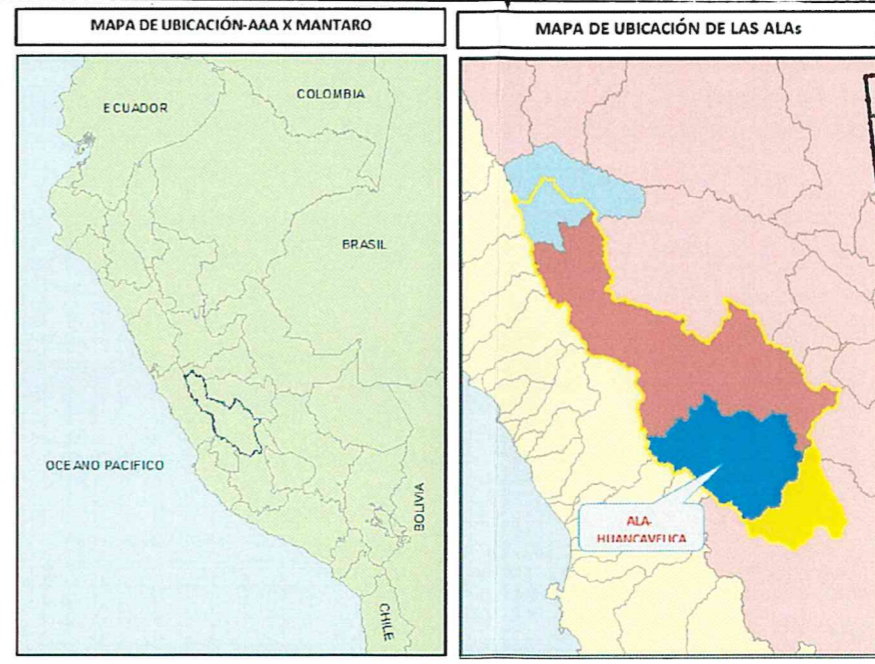 MAPA DE UBICACIÓN-AAA X MANTARO
MAPA DE UBICACIÓN DE LAS ALAs
ECUADOR
COLOMBIA
BRASIL
OCEANO PACIFICO
BOLIVIA
CHILE
ALA-
HUANCAVELICA